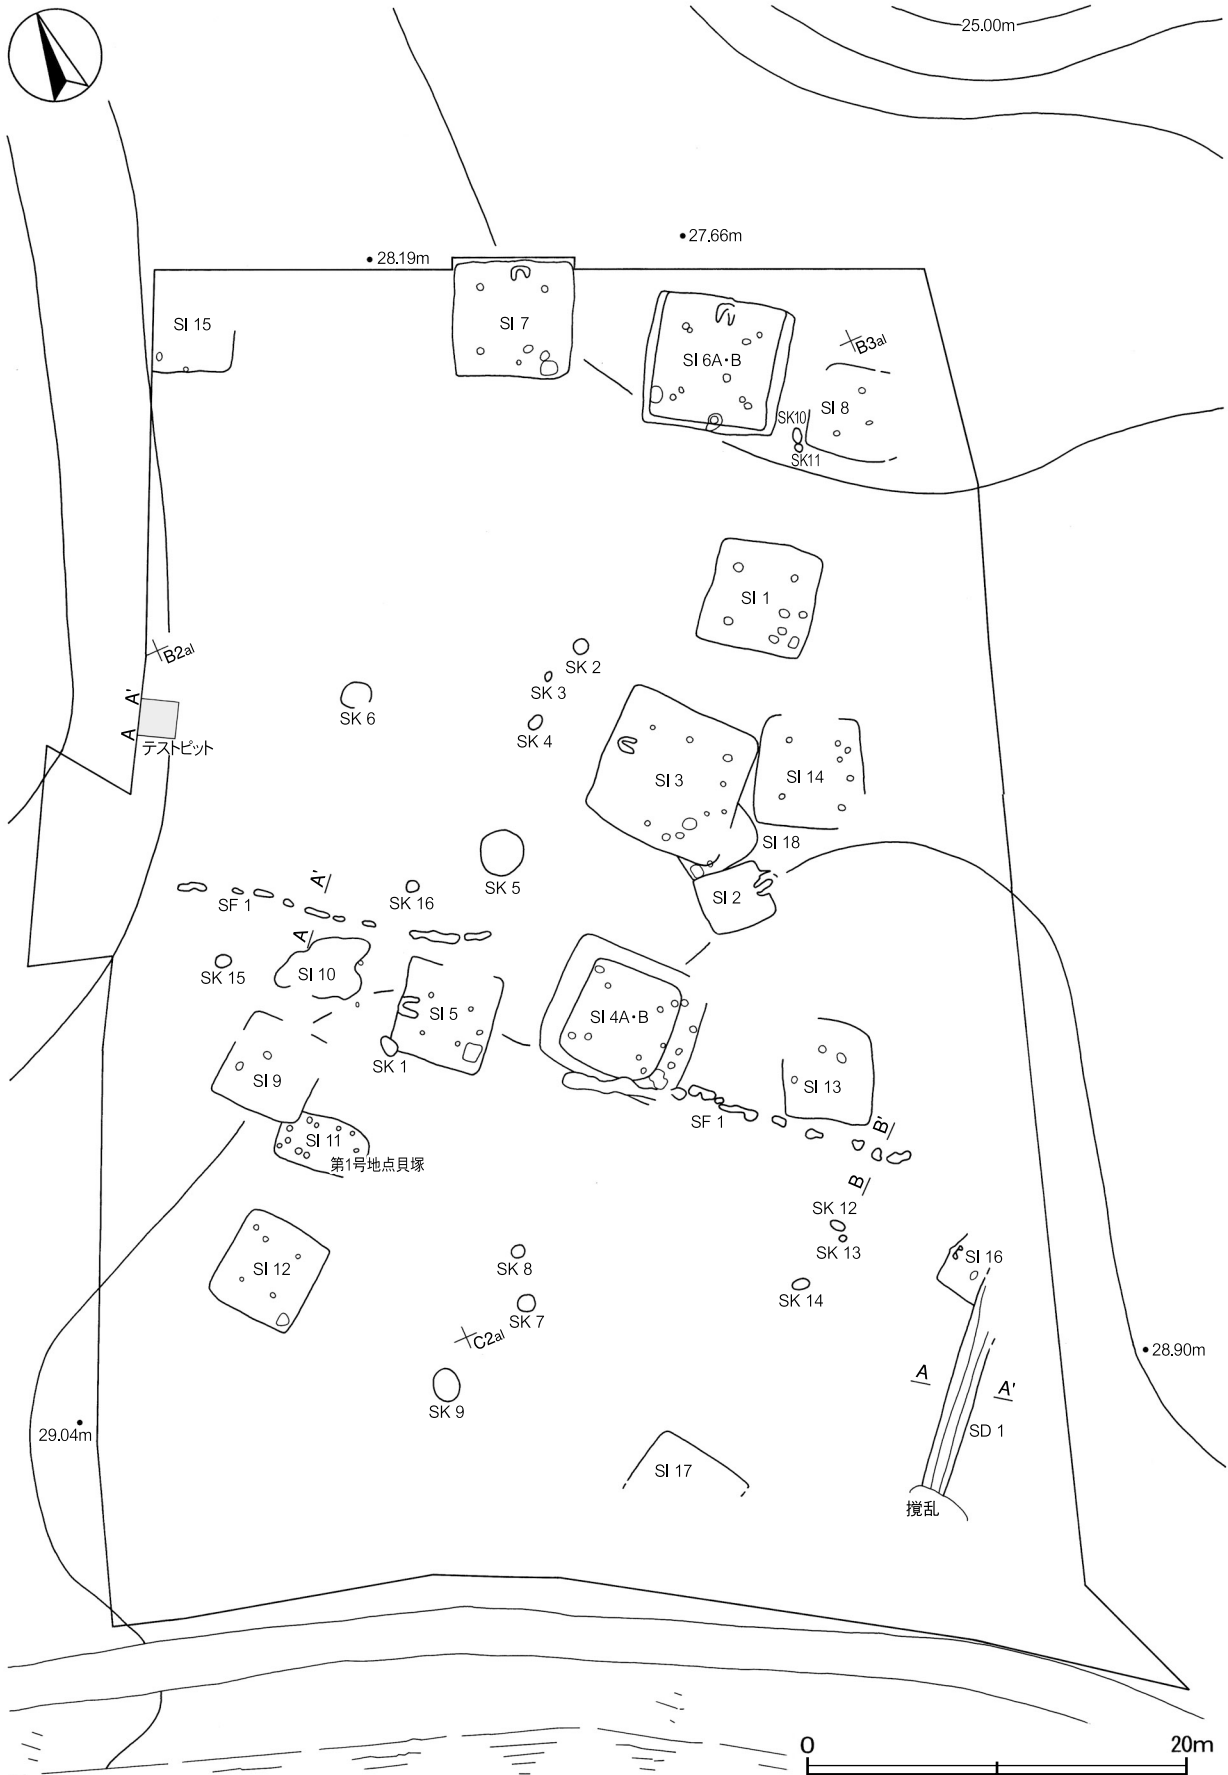 25.00m
27.66m
28.19m
SI 15
SI 7
SI 6A・B
B3a1
SI 8
SK10
SK11
SI 1
B2a1
SK 2
SK 3
SK 6
SK 4
A'
A
テストピット
SI 3
SI 14
SI 18
SK 5
SI 2
A'
SK 16
SF 1
A
SK 15
SI 10
SI 5
SI 4A・B
SK 1
SI 9
SI 13
SF 1
B'
SI 11
第1号地点貝塚
B
SK 12
SK 13
SI 12
SK 8
SI 16
SK 14
SK 7
C2a1
28.90m
A
A'
SK 9
29.04m
SD 1
SI 17
撹乱
0
20m